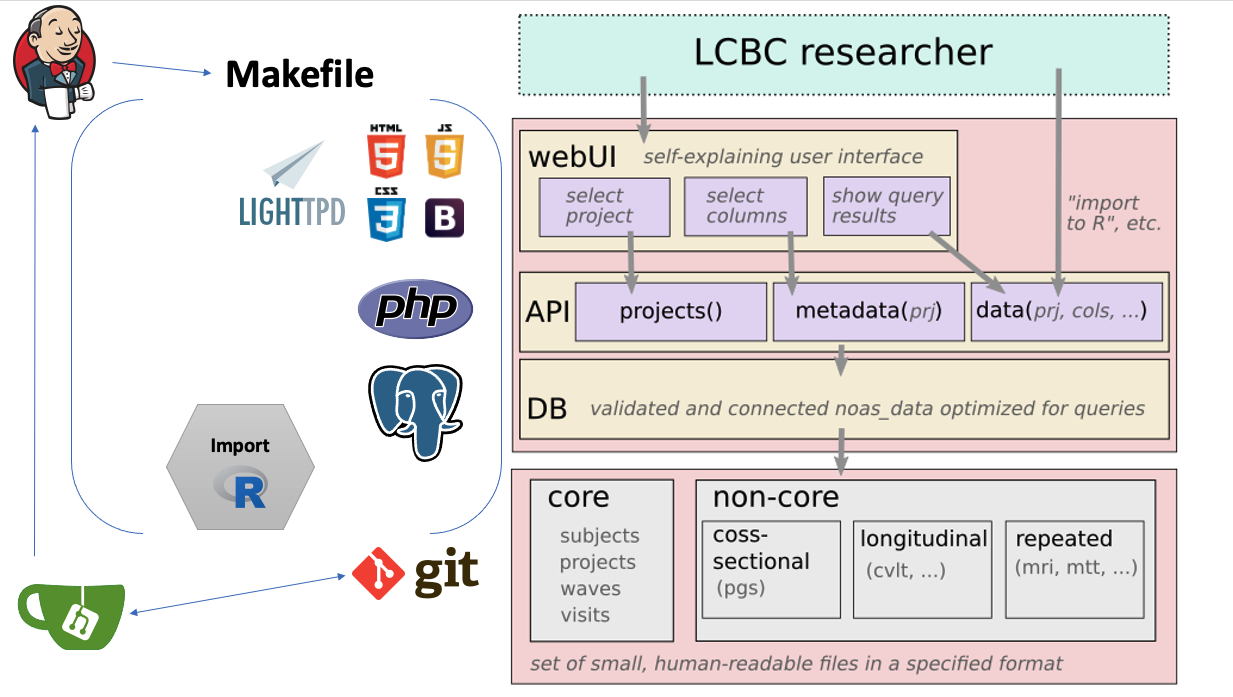 Makefile
HTML
5
JS
5
CSS
3
B
LIGHTTPD
php
Import
R
git
LCBC researcher
webUI self-explaining user interface
select
project
select
columns
show query
results
"import
to R", etc.
API
projects()
metadata(prj)
data(prj, cols, ...)
DB validated and connected noas_data optimized for queries
core
subjects
projects
waves
visits
non-core
coss-
sectional
(pgs)
longitudinal
(cvlt, ...)
repeated
(mri, mtt, ...)
set of small, human-readable files in a specified format